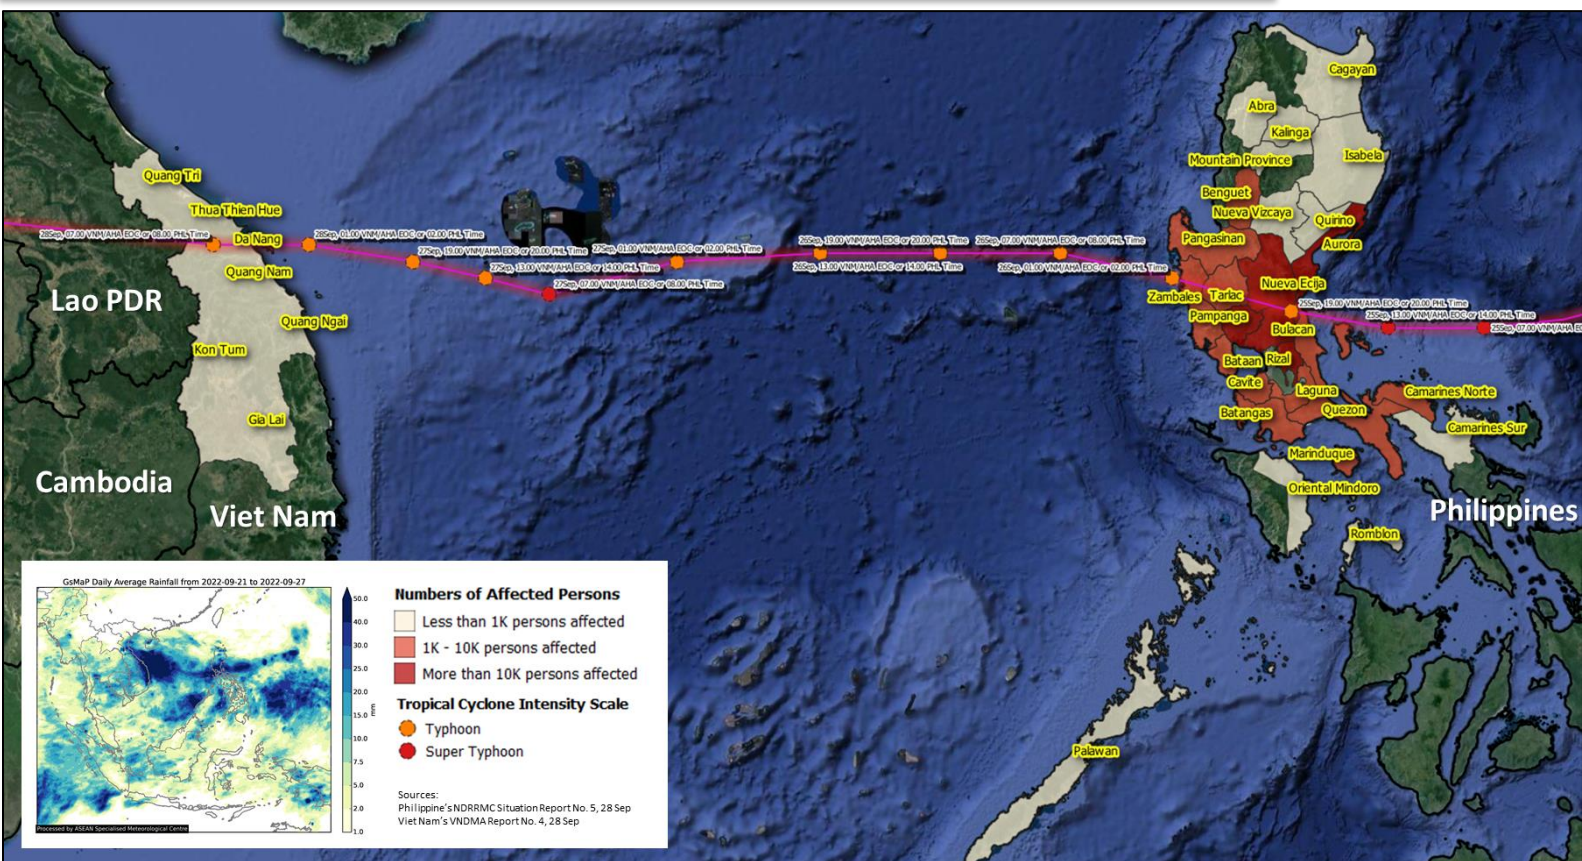 Cagayan
Abra
Kalinga
Isabela
Mountain Province
Quang Tri
Benguet
Thua Thien Hue
Nueva Vizcaya
Quirino
28Sep, 07.00 VNM/AHA EOC or 08.00 PHL Time
Da Nang
28Sep, 01.00 VNM/AHA EOC or 02.00 PHL Time
27Sep, 19.00 VNM/AHA EOC or 20.00 PHL Time
27Sep, 01.00 VNM/AHA EOC or 02.00 PHL Time
26Sep, 19.00 VNM/AHA EOC or 20.00 PHL Time
26Sep, 07.00 VNM/AHA EOC or 08.00 PHL Time
Pangasinan
Aurora
27Sep, 13.00 VNM/AHA EOC or 14.00 PHL Time
26Sep, 13.00 VNM/AHA EOC or 14.00 PHL Time
26Sep, 01.00 VNM/AHA EOC or 02.00 PHL Time
Quang Nam
27Sep, 07.00 VNM/AHA EOC or 08.00 PHL Time
Nueva Ecija
Lao PDR
Zambales
Tarlac
25Sep, 19.00 VNM/AHA EOC or 20.00 PHL Time
Pampanga
25Sep, 13.00 VNM/AHA EOC or 14.00 PHL Time
Quang Ngai
Bulacan
25Sep, 07.00 VNM/AHA EO
Kon Tum
Bataan
Rizal
Cavite
Laguna
Camarines Norte
Gia Lai
Batangas
Quezon
Camarines Sur
Marinduque
Cambodia
Oriental Mindoro
Viet Nam
Philippines
Romblon
Palawan
GsMaP Daily Average Rainfall from 2022-09-21 to 2022-09-27
50.0
40.0
30.0
25.0
20.0
15.0
10.0
7.5
5.0
2.0
1.0
mm
Processed by ASEAN Specialised Meteorological Centre
Numbers of Affected Persons
Less than 1K persons affected
1K - 10K persons affected
More than 10K persons affected
Tropical Cyclone Intensity Scale
Typhoon
Super Typhoon
Sources:
Philippine's NDRRMC Situation Report No. 5, 28 Sep
Viet Nam's VNDMA Report No. 4, 28 Sep